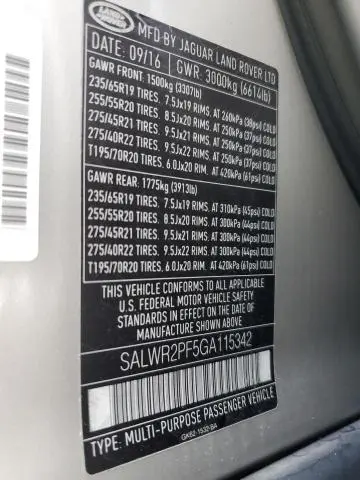 LAND ROVER
MFD BY JAGUAR LAND ROVER LTD
DATE: 09/16 GWR: 3000kg (6614lb)
GAWR FRONT: 1500kg (3307lb)
235/65R19 TIRES. 7.5Jx19 RIMS. AT 260kPa (38psi) COLD
255/55R20 TIRES. 8.5Jx20 RIMS. AT 250kPa (37psi) COLD
275/45R21 TIRES. 9.5Jx21 RIMS. AT 250kPa (37psi) COLD
275/40R22 TIRES. 9.5Jx22 RIMS. AT 250kPa (37psi) COLD
T195/70R20 TIRES. 6.0Jx20 RIM. AT 420kPa (61psi) COLD
GAWR REAR: 1775kg (3913lb)
235/65R19 TIRES. 7.5Jx19 RIMS. AT 310kPa (45psi) COLD
255/55R20 TIRES. 8.5Jx20 RIMS. AT 300kPa (44psi) COLD
275/45R21 TIRES. 9.5Jx21 RIMS. AT 300kPa (44psi) COLD
275/40R22 TIRES. 9.5Jx22 RIMS. AT 300kPa (44psi) COLD
T195/70R20 TIRES. 6.0Jx20 RIM. AT 420kPa (61psi) COLD
THIS VEHICLE CONFORMS TO ALL APPLICABLE
U.S. FEDERAL MOTOR VEHICLE SAFETY
STANDARDS IN EFFECT ON THE DATE OF
MANUFACTURE SHOWN ABOVE
SALWR2PF5GA115342
TYPE: MULTI-PURPOSE PASSENGER VEHICLE
GK62-1532-BA